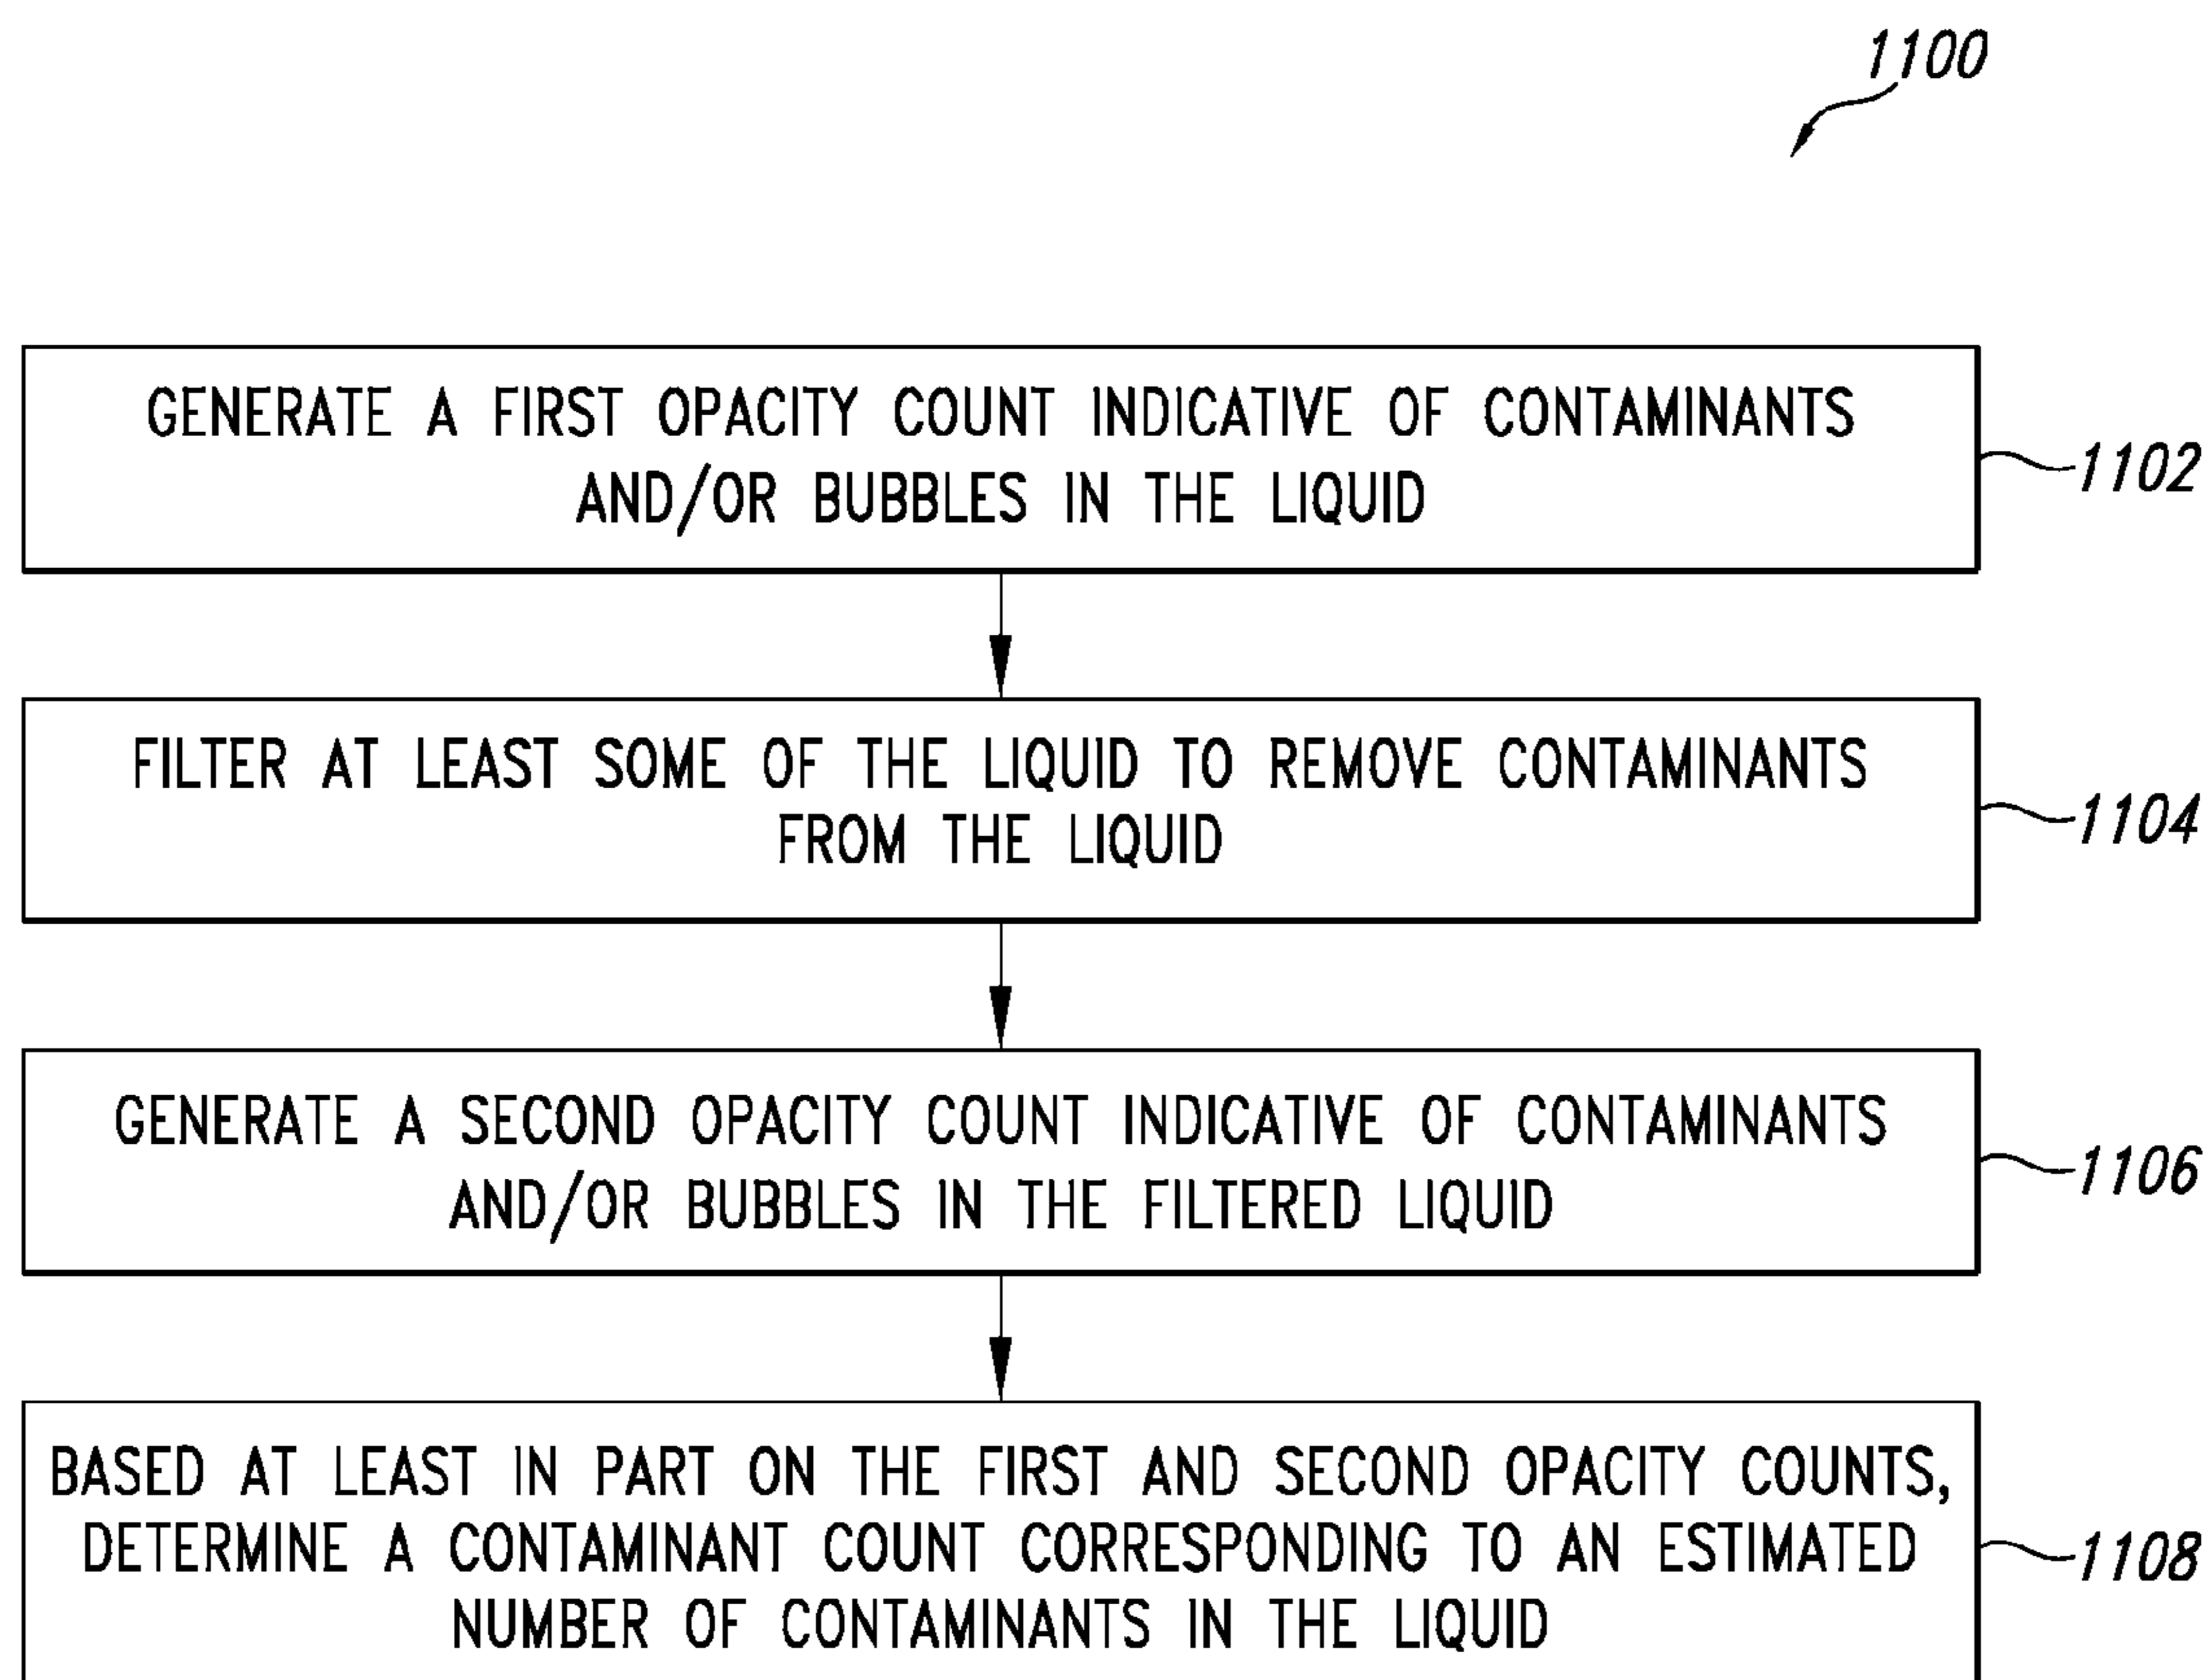 1100
GENERATE A FIRST OPACITY COUNT INDICATIVE OF CONTAMINANTS
AND/OR BUBBLES IN THE LIQUID
1102
FILTER AT LEAST SOME OF THE LIQUID TO REMOVE CONTAMINANTS
FROM THE LIQUID
1104
GENERATE A SECOND OPACITY COUNT INDICATIVE OF CONTAMINANTS
AND/OR BUBBLES IN THE FILTERED LIQUID
1106
BASED AT LEAST IN PART ON THE FIRST AND SECOND OPACITY COUNTS,
DETERMINE A CONTAMINANT COUNT CORRESPONDING TO AN ESTIMATED
NUMBER OF CONTAMINANTS IN THE LIQUID
1108